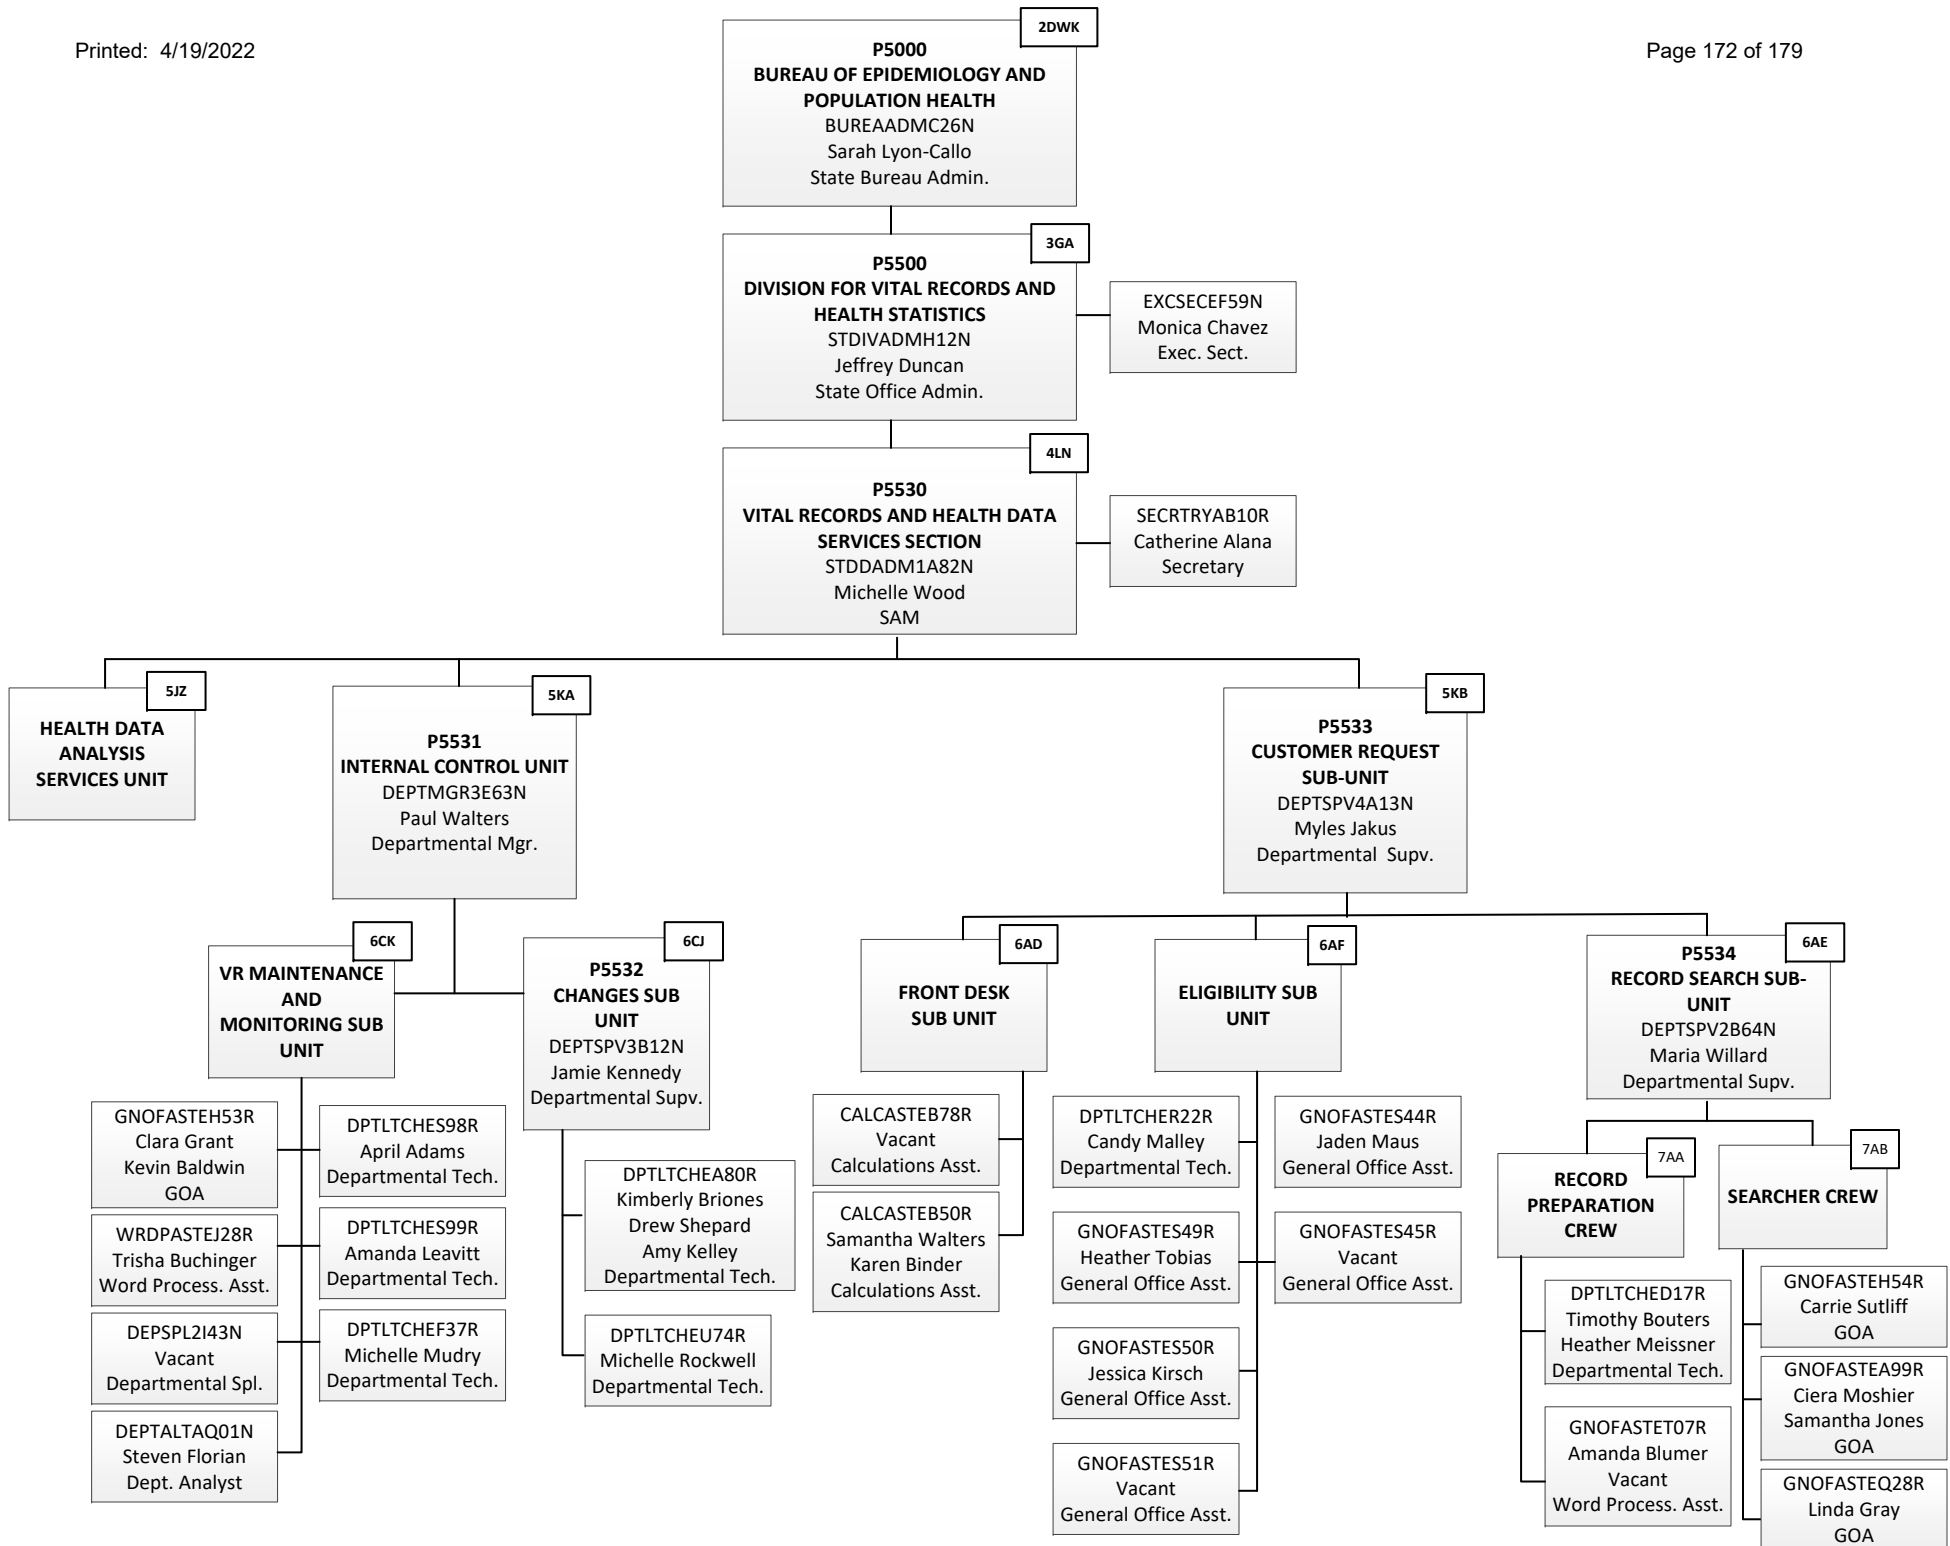 Printed: 4/19/2022
Page 172 of 179
2DWK
P5000
BUREAU OF EPIDEMIOLOGY AND
POPULATION HEALTH
BUREAADMC26N
Sarah Lyon-Callo
State Bureau Admin.
3GA
P5500
DIVISION FOR VITAL RECORDS AND
HEALTH STATISTICS
STDIVADMH12N
Jeffrey Duncan
State Office Admin.
EXCSECEF59N
Monica Chavez
Exec. Sect.
4LN
P5530
VITAL RECORDS AND HEALTH DATA
SERVICES SECTION
STDDADM1A82N
Michelle Wood
SAM
SECRTRYAB10R
Catherine Alana
Secretary
5JZ
HEALTH DATA
ANALYSIS
SERVICES UNIT
5KA
P5531
INTERNAL CONTROL UNIT
DEPTMGR3E63N
Paul Walters
Departmental Mgr.
5KB
P5533
CUSTOMER REQUEST
SUB-UNIT
DEPTSPV4A13N
Myles Jakus
Departmental  Supv.
6CK
VR MAINTENANCE
AND
MONITORING SUB
UNIT
6CJ
P5532
CHANGES SUB
UNIT
DEPTSPV3B12N
Jamie Kennedy
Departmental Supv.
6AD
FRONT DESK
SUB UNIT
6AF
ELIGIBILITY SUB
UNIT
6AE
P5534
RECORD SEARCH SUB-
UNIT
DEPTSPV2B64N
Maria Willard
Departmental Supv.
GNOFASTEH53R
Clara Grant
Kevin Baldwin
GOA
DPTLTCHES98R
April Adams
Departmental Tech.
WRDPASTEJ28R
Trisha Buchinger
Word Process. Asst.
DPTLTCHES99R
Amanda Leavitt
Departmental Tech.
DEPSPL2I43N
Vacant
Departmental Spl.
DPTLTCHEF37R
Michelle Mudry
Departmental Tech.
DEPTALTAQ01N
Steven Florian
Dept. Analyst
DPTLTCHEA80R
Kimberly Briones
Drew Shepard
Amy Kelley
Departmental Tech.
DPTLTCHEU74R
Michelle Rockwell
Departmental Tech.
CALCASTEB78R
Vacant
Calculations Asst.
CALCASTEB50R
Samantha Walters
Karen Binder
Calculations Asst.
DPTLTCHER22R
Candy Malley
Departmental Tech.
GNOFASTES44R
Jaden Maus
General Office Asst.
GNOFASTES49R
Heather Tobias
General Office Asst.
GNOFASTES45R
Vacant
General Office Asst.
GNOFASTES50R
Jessica Kirsch
General Office Asst.
GNOFASTES51R
Vacant
General Office Asst.
7AA
RECORD
PREPARATION
CREW
7AB
SEARCHER CREW
DPTLTCHED17R
Timothy Bouters
Heather Meissner
Departmental Tech.
GNOFASTET07R
Amanda Blumer
Vacant
Word Process. Asst.
GNOFASTEH54R
Carrie Sutliff
GOA
GNOFASTEA99R
Ciera Moshier
Samantha Jones
GOA
GNOFASTEQ28R
Linda Gray
GOA